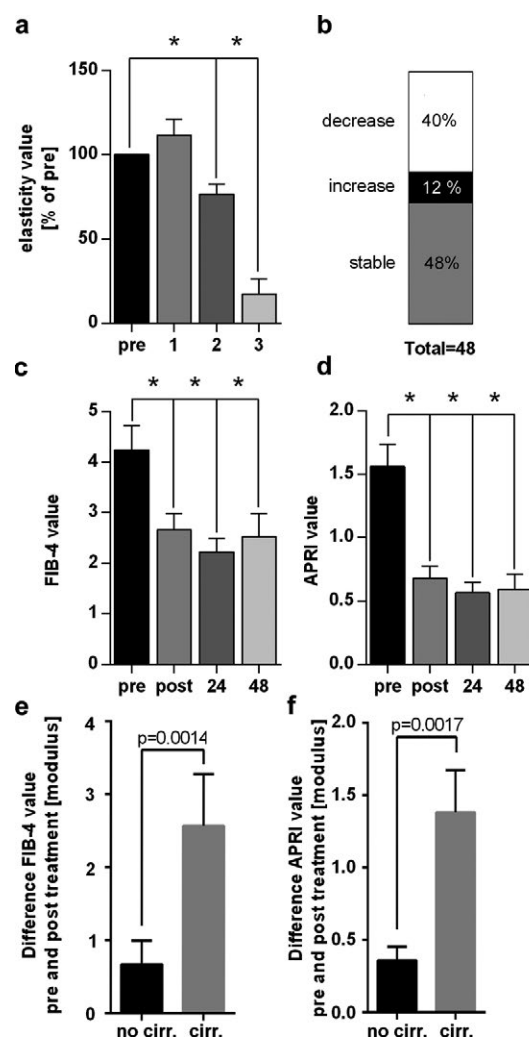 a
*
*
elasticity value
[% of pre]
150
100
50
0
pre 1 2 3
b
decrease 40%
increase 12 %
stable 48%
Total=48
c
* * *
FIB-4 value
5
4
3
2
1
0
pre post 24 48
d
* * *
APRI value
2.0
1.5
1.0
0.5
0.0
pre post 24 48
e
p=0.0014
Difference FIB-4 value
pre and post treatment [modulus]
4
3
2
1
0
no cirr. cirr.
f
p=0.0017
Difference APRI value
pre and post treatment [modulus]
2.0
1.5
1.0
0.5
0.0
no cirr. cirr.